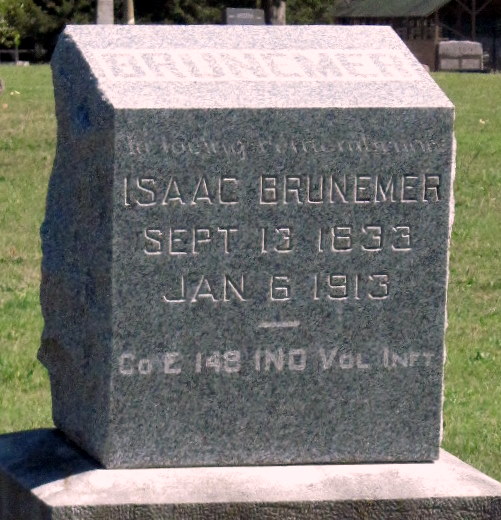 BRUNEMER
In loving remembrance
ISAAC BRUNEMER
SEPT 13 1833
JAN 6 1913
CO E 148 IND VOL INFT